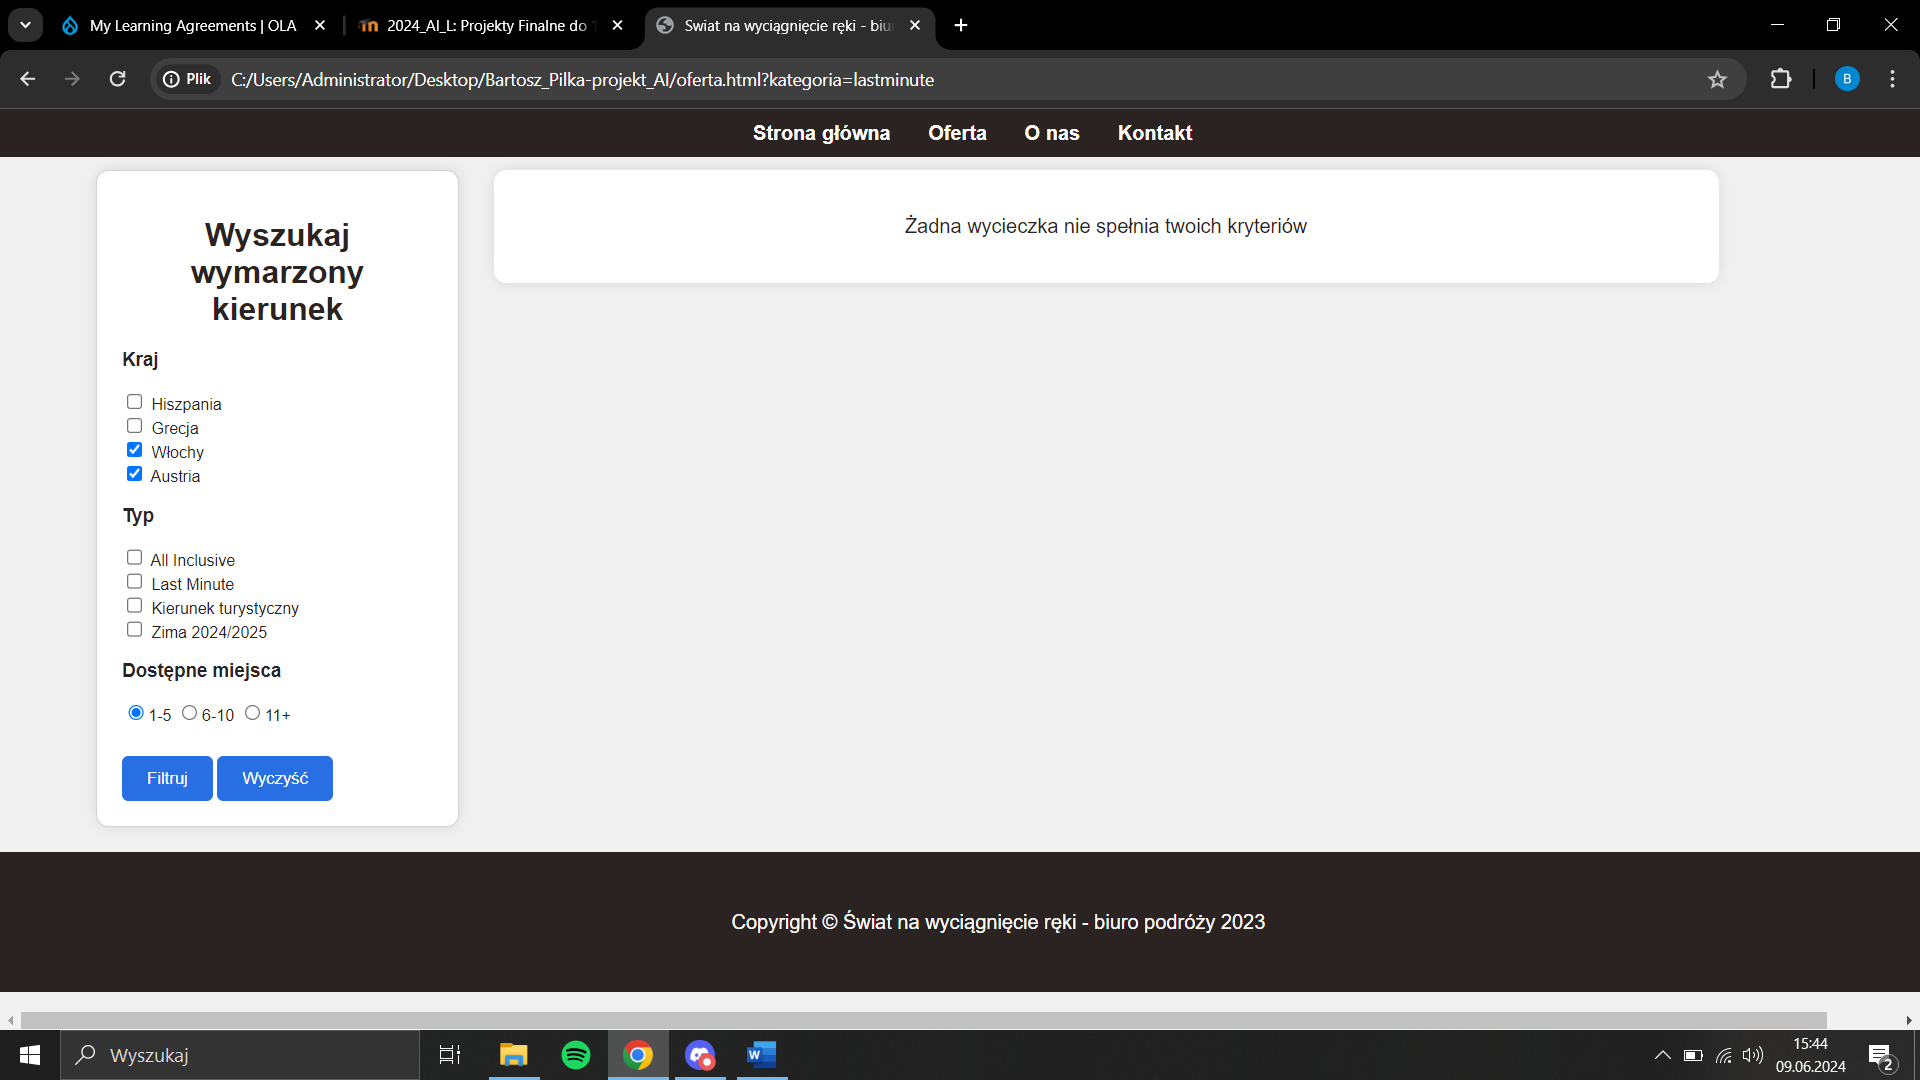 My Learning Agreements | OLA
2024_AI_L: Projekty Finalne do 1
Świat na wyciągnięcie ręki - biu
Plik
C:/Users/Administrator/Desktop/Bartosz_Pilka-projekt_AI/oferta.html?kategoria=lastminute
B
Strona główna Oferta O nas Kontakt
Wyszukaj
wymarzony
kierunek
Kraj
Hiszpania
Grecja
Włochy
Austria
Typ
All Inclusive
Last Minute
Kierunek turystyczny
Zima 2024/2025
Dostępne miejsca
1-5 6-10 11+
Filtruj Wyczyść
Żadna wycieczka nie spełnia twoich kryteriów
Copyright © Świat na wyciągnięcie ręki - biuro podróży 2023
Wyszukaj
15:44
09.06.2024
2